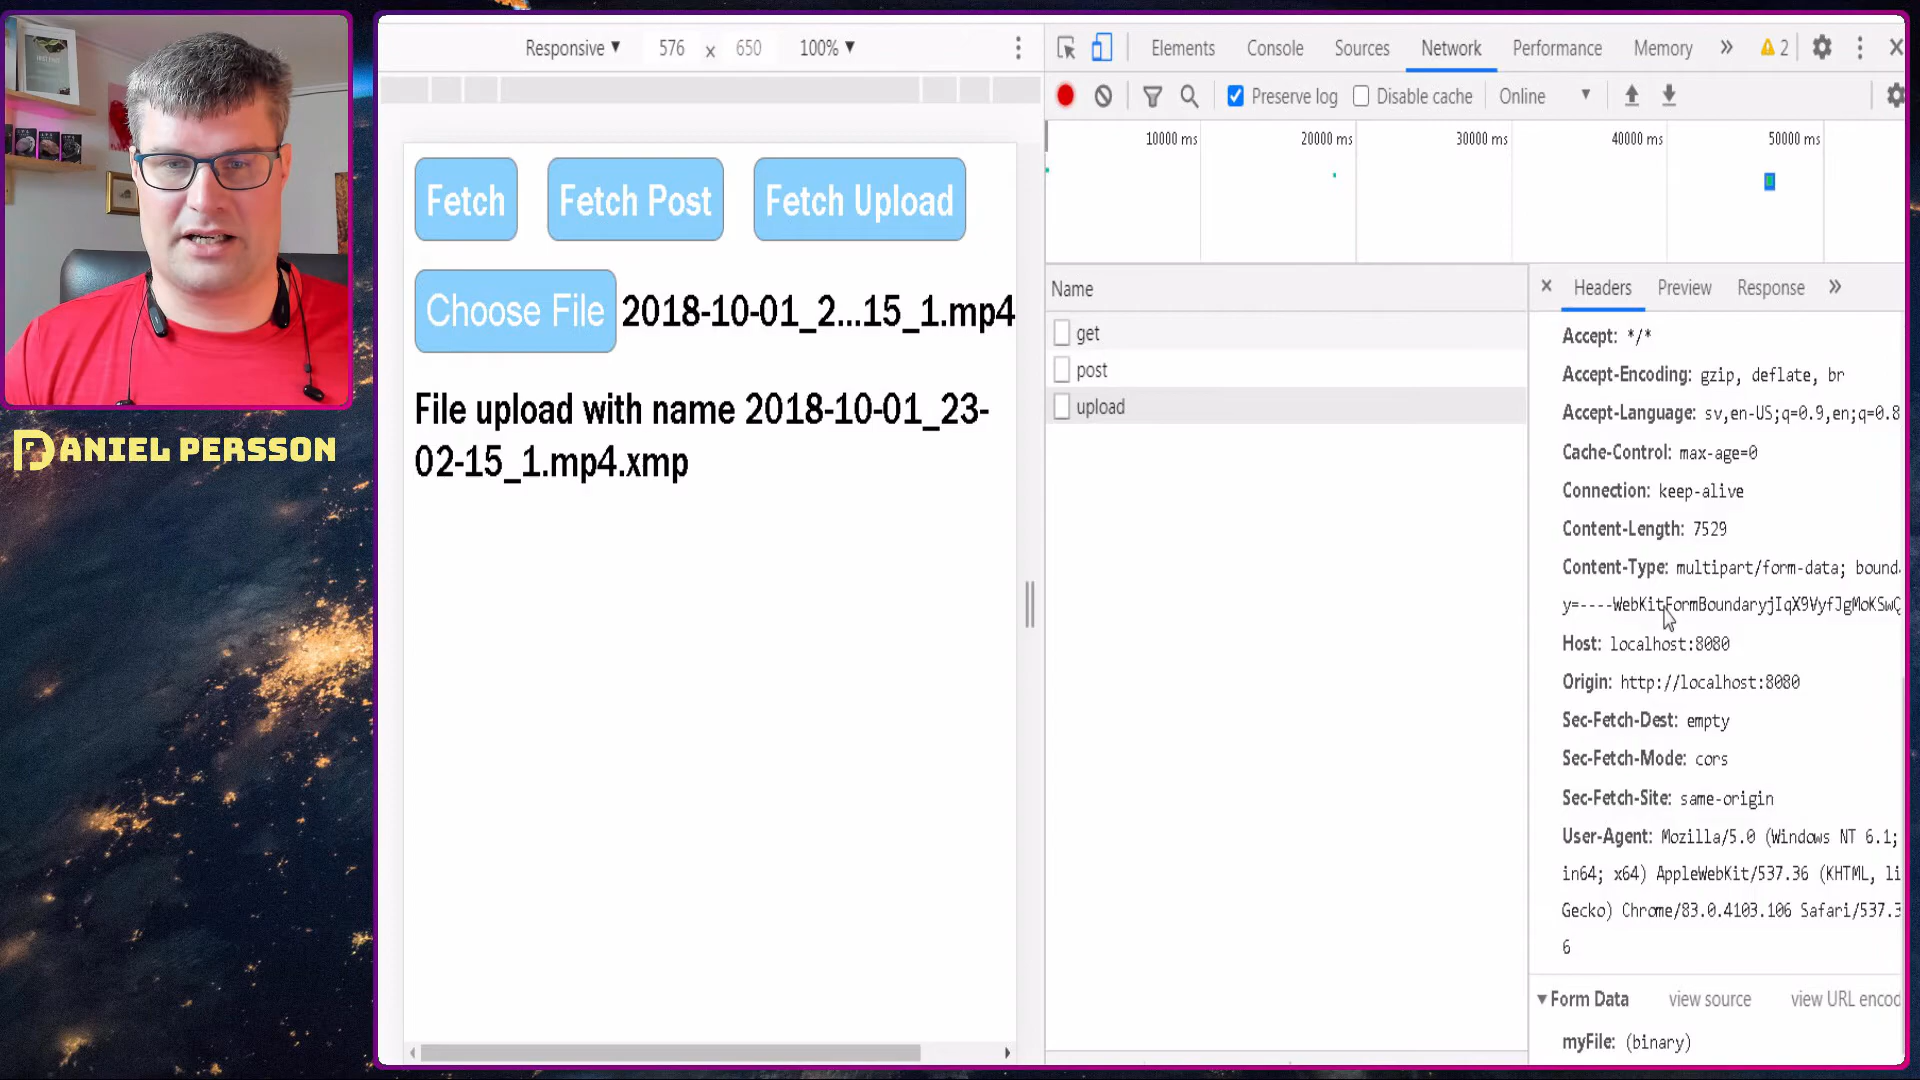 DANIEL PERSSON
Responsive ▼ 576 x 650 100% ▼
Fetch
Fetch Post
Fetch Upload
Choose File 2018-10-01_2...15_1.mp4
File upload with name 2018-10-01_23-
02-15_1.mp4.xmp
Elements Console Sources Network Performance Memory » 2
Preserve log Disable cache Online
10000 ms 20000 ms 30000 ms 40000 ms 50000 ms
Name
get
post
upload
Headers Preview Response »
Accept: */*
Accept-Encoding: gzip, deflate, br
Accept-Language: sv,en-US;q=0.9,en;q=0.8
Cache-Control: max-age=0
Connection: keep-alive
Content-Length: 7529
Content-Type: multipart/form-data; bound
y=----WebKitFormBoundaryjIqX9VyfJgMoKSwQ
Host: localhost:8080
Origin: http://localhost:8080
Sec-Fetch-Dest: empty
Sec-Fetch-Mode: cors
Sec-Fetch-Site: same-origin
User-Agent: Mozilla/5.0 (Windows NT 6.1;
in64; x64) AppleWebKit/537.36 (KHTML, li
Gecko) Chrome/83.0.4103.106 Safari/537.3
6
Form Data view source view URL encod
myFile: (binary)